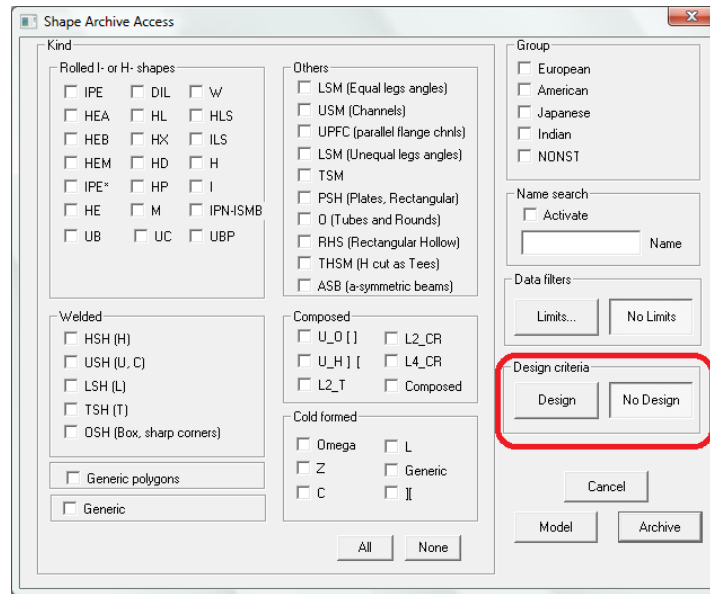 Shape Archive Access
Kind
Rolled I- or H- shapes
IPE DIL W
HEA HL HLS
HEB HX ILS
HEM HD H
IPE* HP I
HE M IPN-ISMB
UB UC UBP
Others
LSM (Equal legs angles)
USM (Channels)
UPFC (parallel flange chnls)
LSM (Unequal legs angles)
TSM
PSH (Plates, Rectangular)
O (Tubes and Rounds)
RHS (Rectangular Hollow)
THSM (H cut as Tees)
ASB (a-symmetric beams)
Welded
HSH (H)
USH (U, C)
LSH (L)
TSH (T)
OSH (Box, sharp corners)
Generic polygons
Generic
Composed
U_O [ ] L2_CR
U_H ] [ L4_CR
L2_T Composed
Cold formed
Omega L
Z Generic
C ][
All None
Group
European
American
Japanese
Indian
NONST
Name search
Activate
Name
Data filters
Limits... No Limits
Design criteria
Design No Design
Cancel
Model Archive